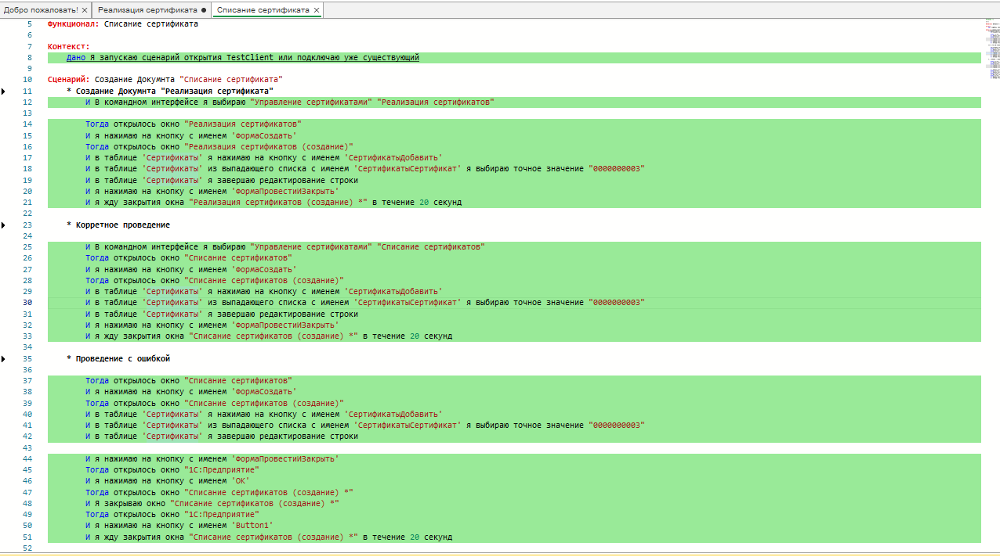 Добро пожаловать! × Реализация сертификата ● Списание сертификата ×
5 Функционал: Списание сертификата
6
7 Контекст:
8 Дано Я запускаю сценарий открытия TestClient или подключаю уже существующий
9
10 Сценарий: Создание Докумнта "Списание сертификата"
11 * Создание Докумнта "Реализация сертификата"
12 И В командном интерфейсе я выбираю "Управление сертификатами" "Реализация сертификатов"
13
14 Тогда открылось окно "Реализация сертификатов"
15 И я нажимаю на кнопку с именем 'ФормаСоздать'
16 Тогда открылось окно "Реализация сертификатов (создание)"
17 И в таблице 'Сертификаты' я нажимаю на кнопку с именем 'СертификатыДобавить'
18 И в таблице 'Сертификаты' из выпадающего списка с именем 'СертификатыСертификат' я выбираю точное значение "0000000003"
19 И в таблице 'Сертификаты' я завершаю редактирование строки
20 И я нажимаю на кнопку с именем 'ФормаПровестиИЗакрыть'
21 И я жду закрытия окна "Реализация сертификатов (создание) *" в течение 20 секунд
22
23 * Корретное проведение
24
25 И В командном интерфейсе я выбираю "Управление сертификатами" "Списание сертификатов"
26 Тогда открылось окно "Списание сертификатов"
27 И я нажимаю на кнопку с именем 'ФормаСоздать'
28 Тогда открылось окно "Списание сертификатов (создание)"
29 И в таблице 'Сертификаты' я нажимаю на кнопку с именем 'СертификатыДобавить'
30 И в таблице 'Сертификаты' из выпадающего списка с именем 'СертификатыСертификат' я выбираю точное значение "0000000003"
31 И в таблице 'Сертификаты' я завершаю редактирование строки
32 И я нажимаю на кнопку с именем 'ФормаПровестиИЗакрыть'
33 И я жду закрытия окна "Списание сертификатов (создание) *" в течение 20 секунд
34
35 * Проведение с ошибкой
36
37 Тогда открылось окно "Списание сертификатов"
38 И я нажимаю на кнопку с именем 'ФормаСоздать'
39 Тогда открылось окно "Списание сертификатов (создание)"
40 И в таблице 'Сертификаты' я нажимаю на кнопку с именем 'СертификатыДобавить'
41 И в таблице 'Сертификаты' из выпадающего списка с именем 'СертификатыСертификат' я выбираю точное значение "0000000003"
42 И в таблице 'Сертификаты' я завершаю редактирование строки
43
44 И я нажимаю на кнопку с именем 'ФормаПровестиИЗакрыть'
45 Тогда открылось окно "1С:Предприятие"
46 И я нажимаю на кнопку с именем 'OK'
47 Тогда открылось окно "Списание сертификатов (создание) *"
48 И Я закрываю окно "Списание сертификатов (создание) *"
49 Тогда открылось окно "1С:Предприятие"
50 И я нажимаю на кнопку с именем 'Button1'
51 И я жду закрытия окна "Списание сертификатов (создание) *" в течение 20 секунд
52